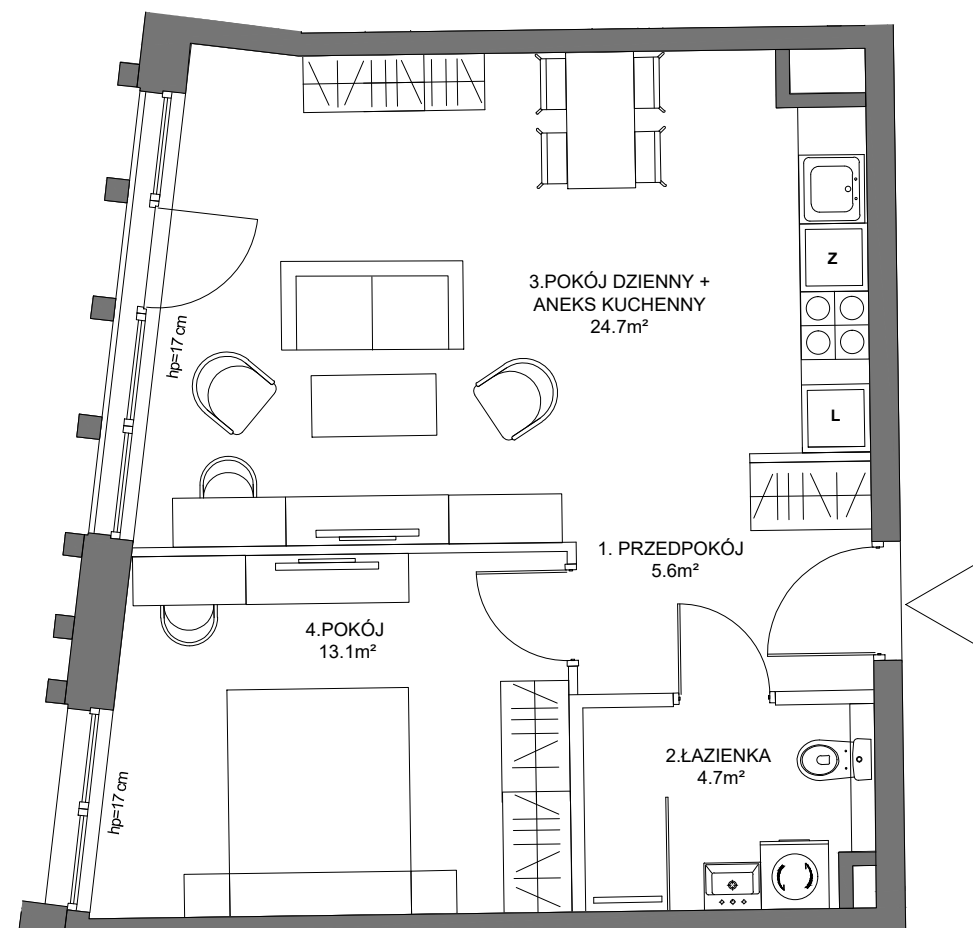 3.POKÓJ DZIENNY +
ANEKS KUCHENNY
24.7m²
Z
hp=17 cm
L
1. PRZEDPOKÓJ
5.6m²
4.POKÓJ
13.1m²
2.ŁAZIENKA
4.7m²
hp=17 cm